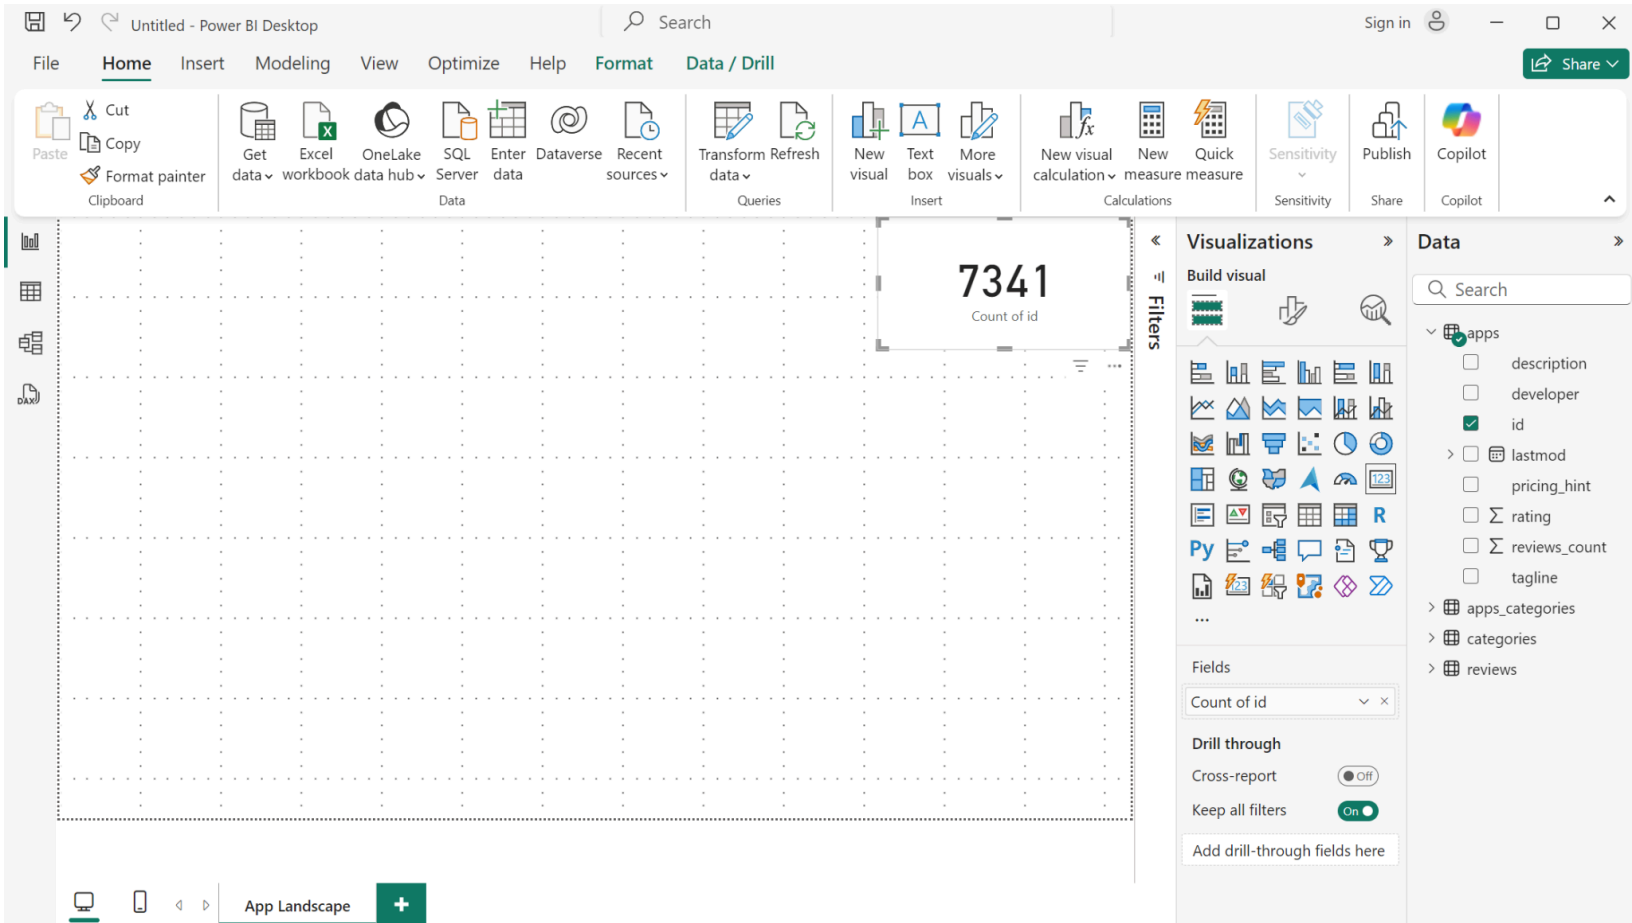 Untitled - Power BI Desktop
Search
Sign in
File
Home
Insert
Modeling
View
Optimize
Help
Format
Data / Drill
Share
Paste
Cut
Copy
Format painter
Clipboard
Get data
Excel workbook
OneLake data hub
SQL Server
Enter data
Dataverse
Recent sources
Data
Transform data
Refresh
Queries
New visual
Text box
More visuals
Insert
New visual calculation
New measure
Quick measure
Calculations
Sensitivity
Sensitivity
Publish
Share
Copilot
Copilot
DAX
7341
Count of id
Filters
Visualizations
Build visual
123
R
Py
123
Fields
Count of id
Drill through
Cross-report
Off
Keep all filters
On
Add drill-through fields here
Data
Search
apps
description
developer
id
lastmod
pricing_hint
rating
reviews_count
tagline
apps_categories
categories
reviews
App Landscape